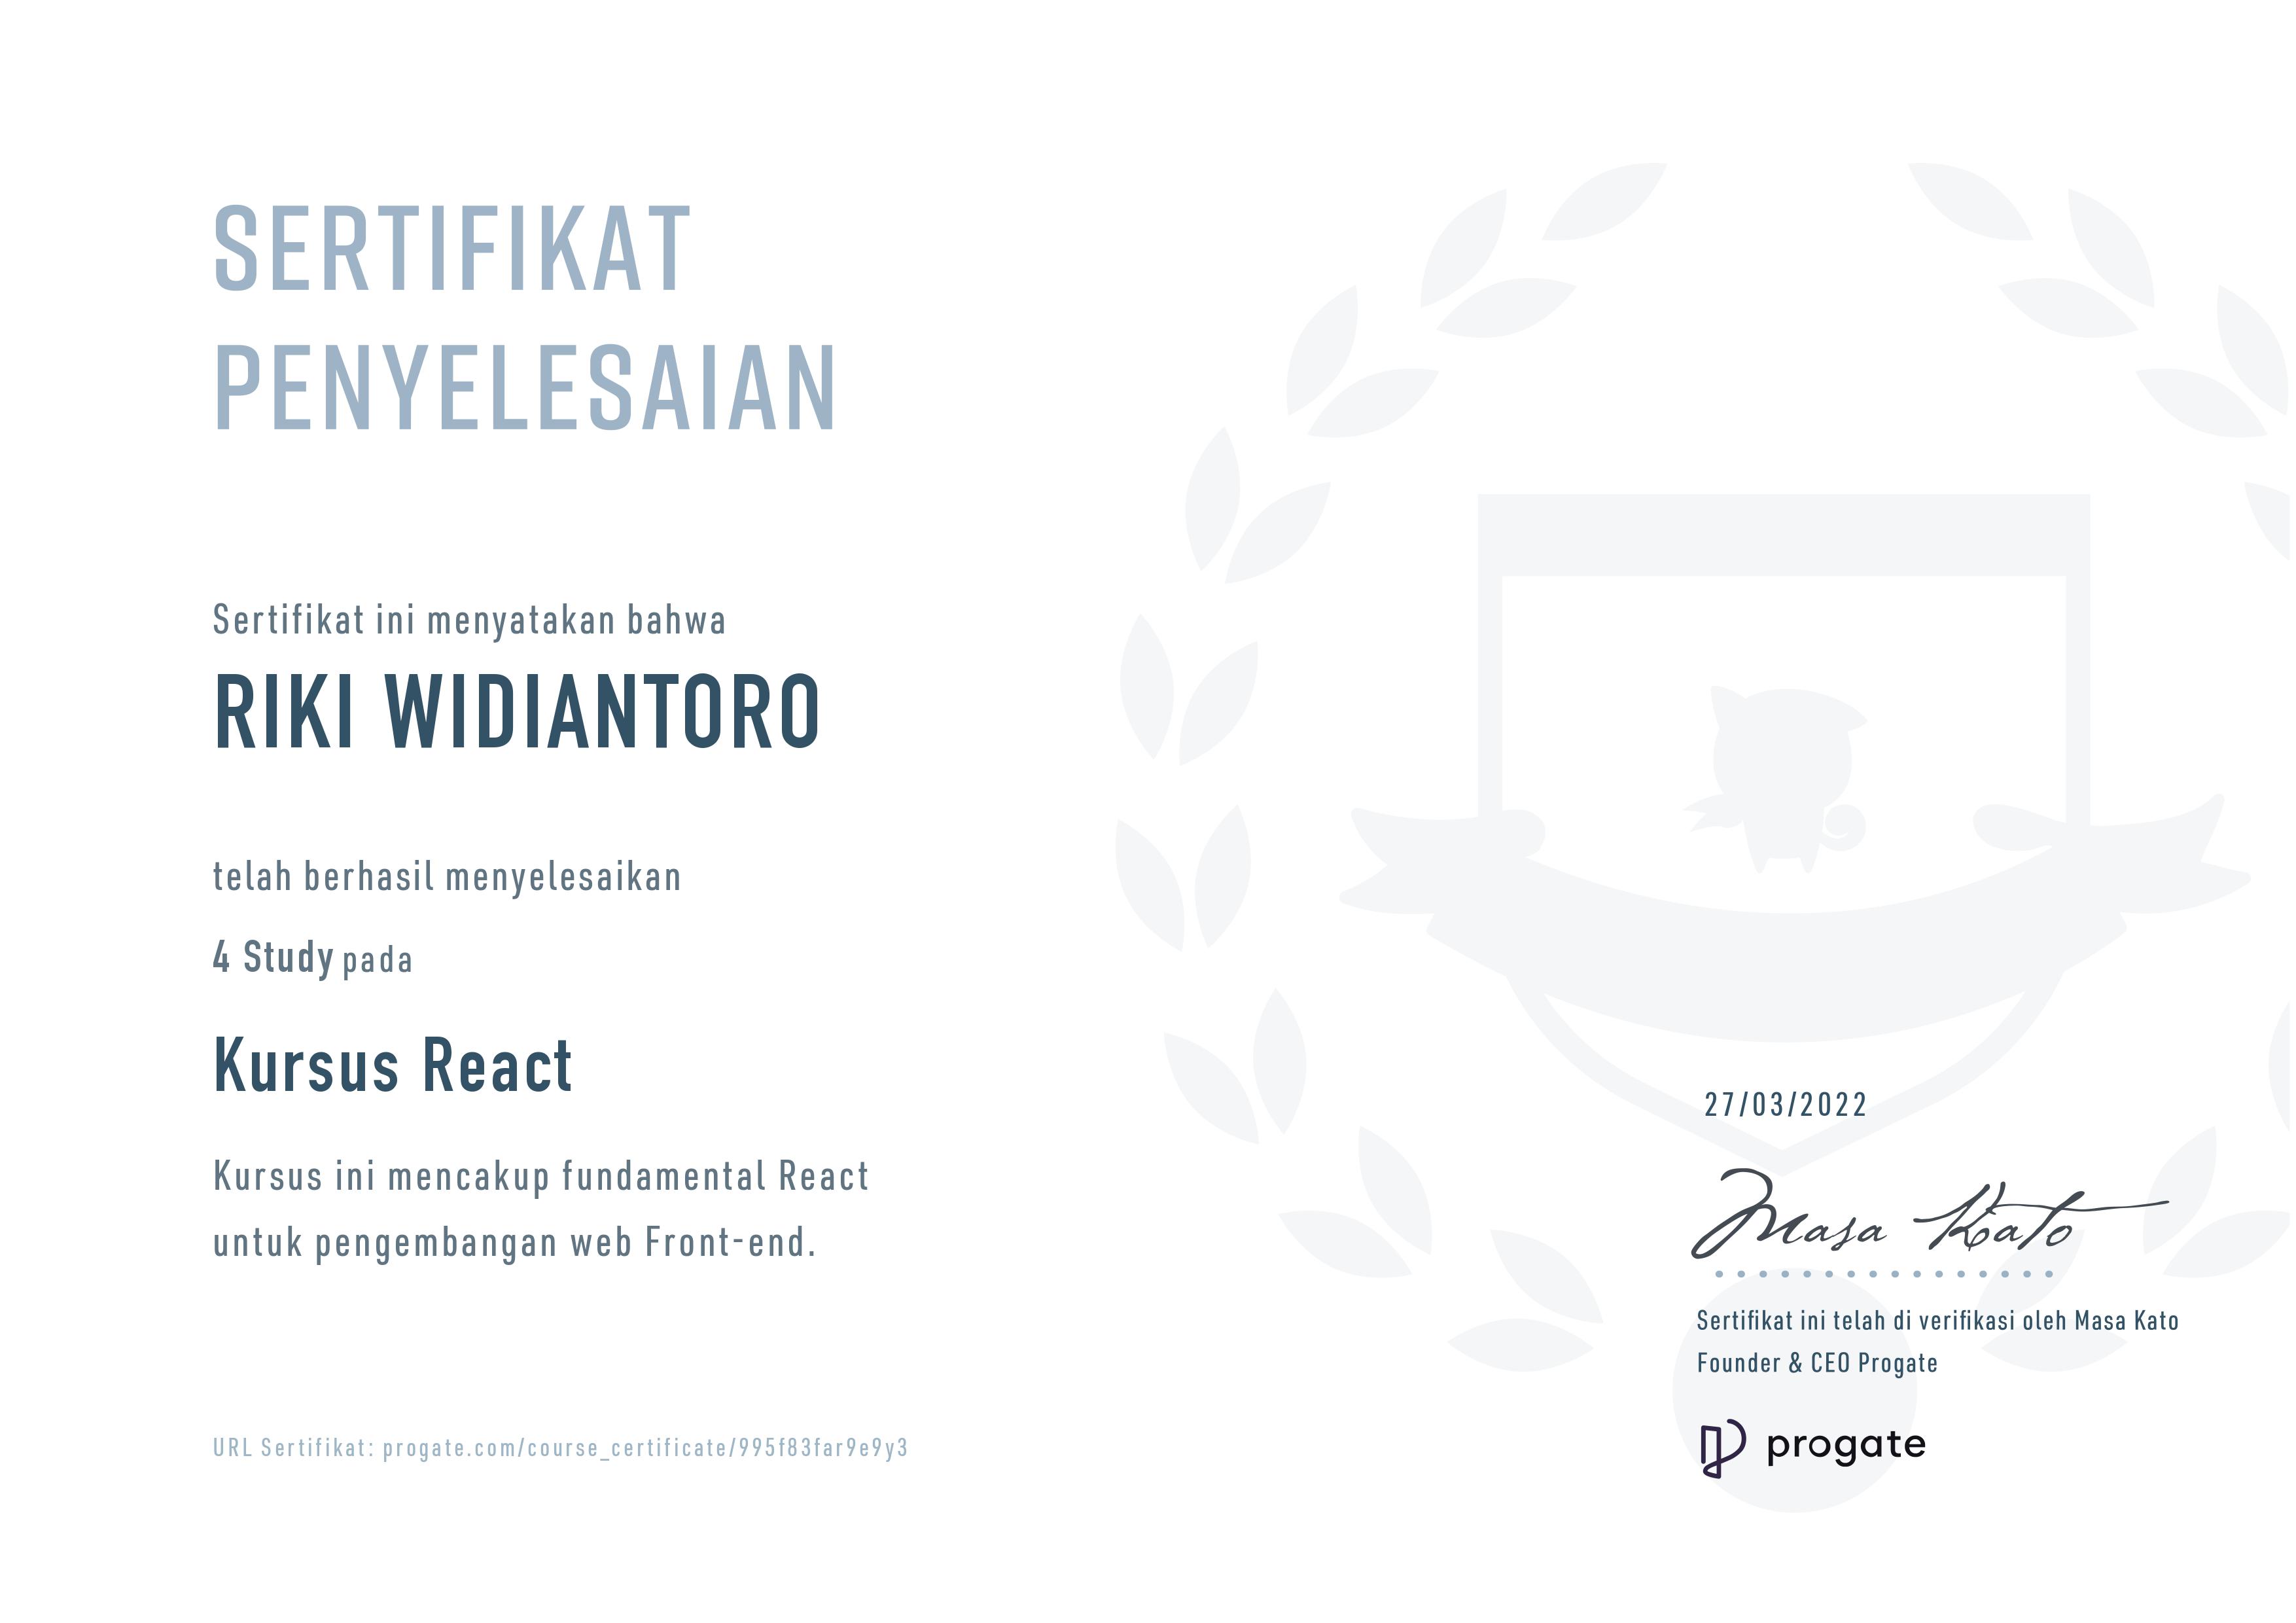 SERTIFIKAT
PENYELESAIAN
Sertifikat ini menyatakan bahwa
RIKI WIDIANTORO
telah berhasil menyelesaikan
4 Study pada
Kursus React
Kursus ini mencakup fundamental React
untuk pengembangan web Front-end.
URL Sertifikat: progate.com/course_certificate/995f83far9e9y3
27/03/2022
Masa Kato
Sertifikat ini telah di verifikasi oleh Masa Kato
Founder & CEO Progate
progate